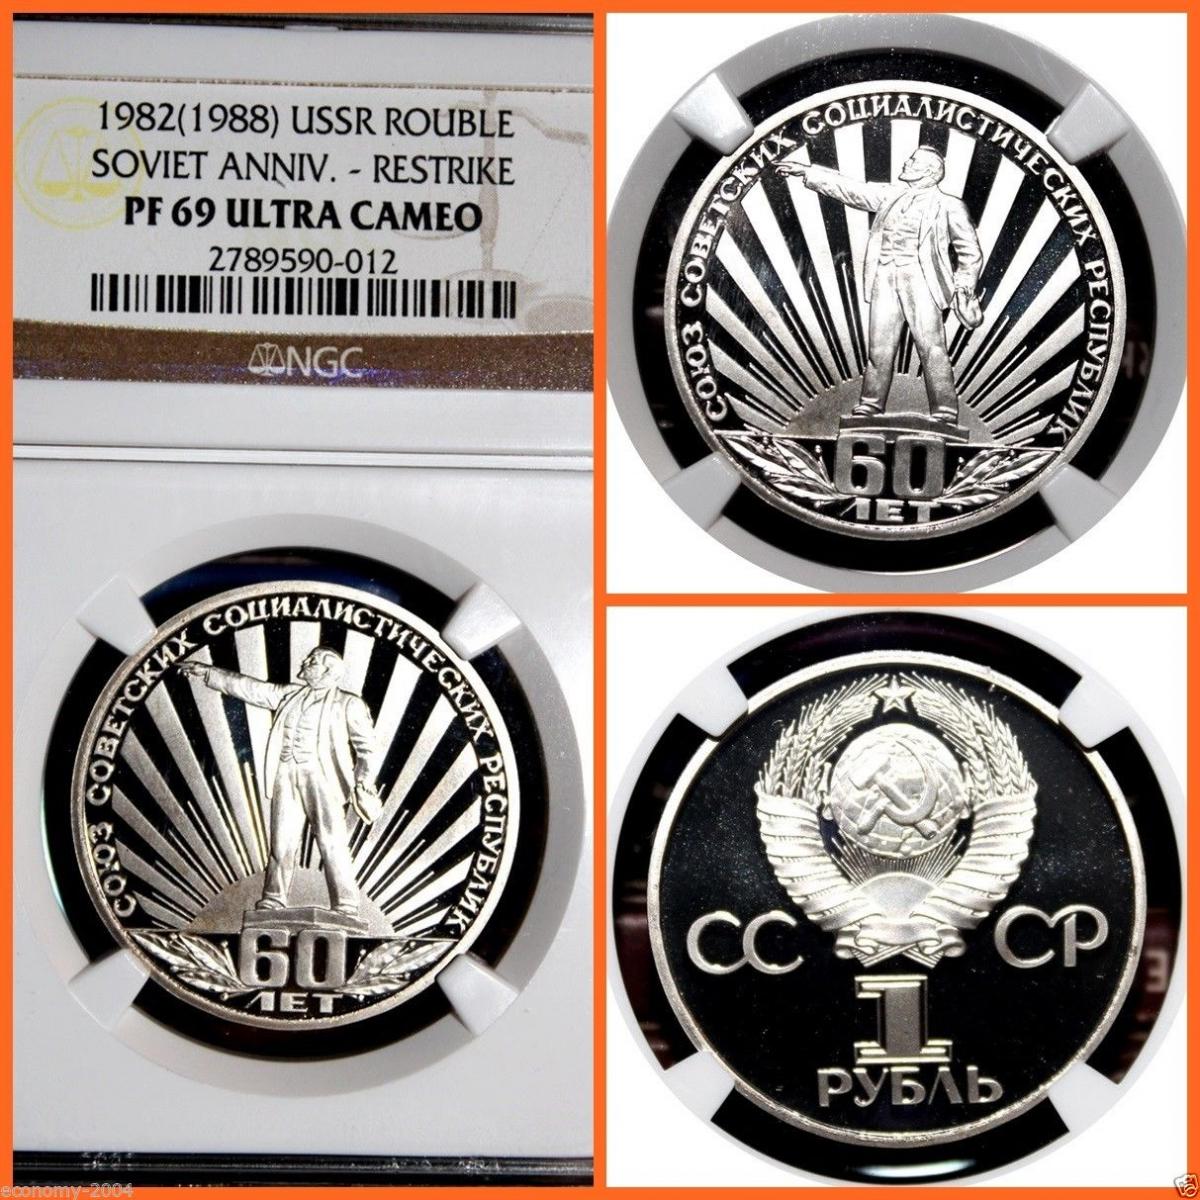 1982(1988) USSR ROUBLE
SOVIET ANNIV. - RESTRIKE
PF 69 ULTRA CAMEO
2789590-012
NGC
СОЮЗ СОВЕТСКИХ СОЦИАЛИСТИЧЕСКИХ РЕСПУБЛИК
60
ЛЕТ
СОЮЗ СОВЕТСКИХ СОЦИАЛИСТИЧЕСКИХ РЕСПУБЛИК
60
ЛЕТ
СС СР
1
РУБЛЬ
economy-2004